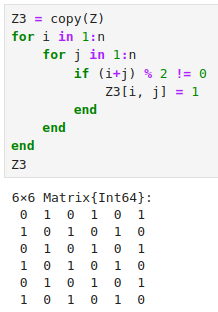 Z3 = copy(Z)
for i in 1:n
    for j in 1:n
        if (i+j) % 2 != 0
            Z3[i, j] = 1
        end
    end
end
Z3
6×6 Matrix{Int64}:
 0  1  0  1  0  1
 1  0  1  0  1  0
 0  1  0  1  0  1
 1  0  1  0  1  0
 0  1  0  1  0  1
 1  0  1  0  1  0